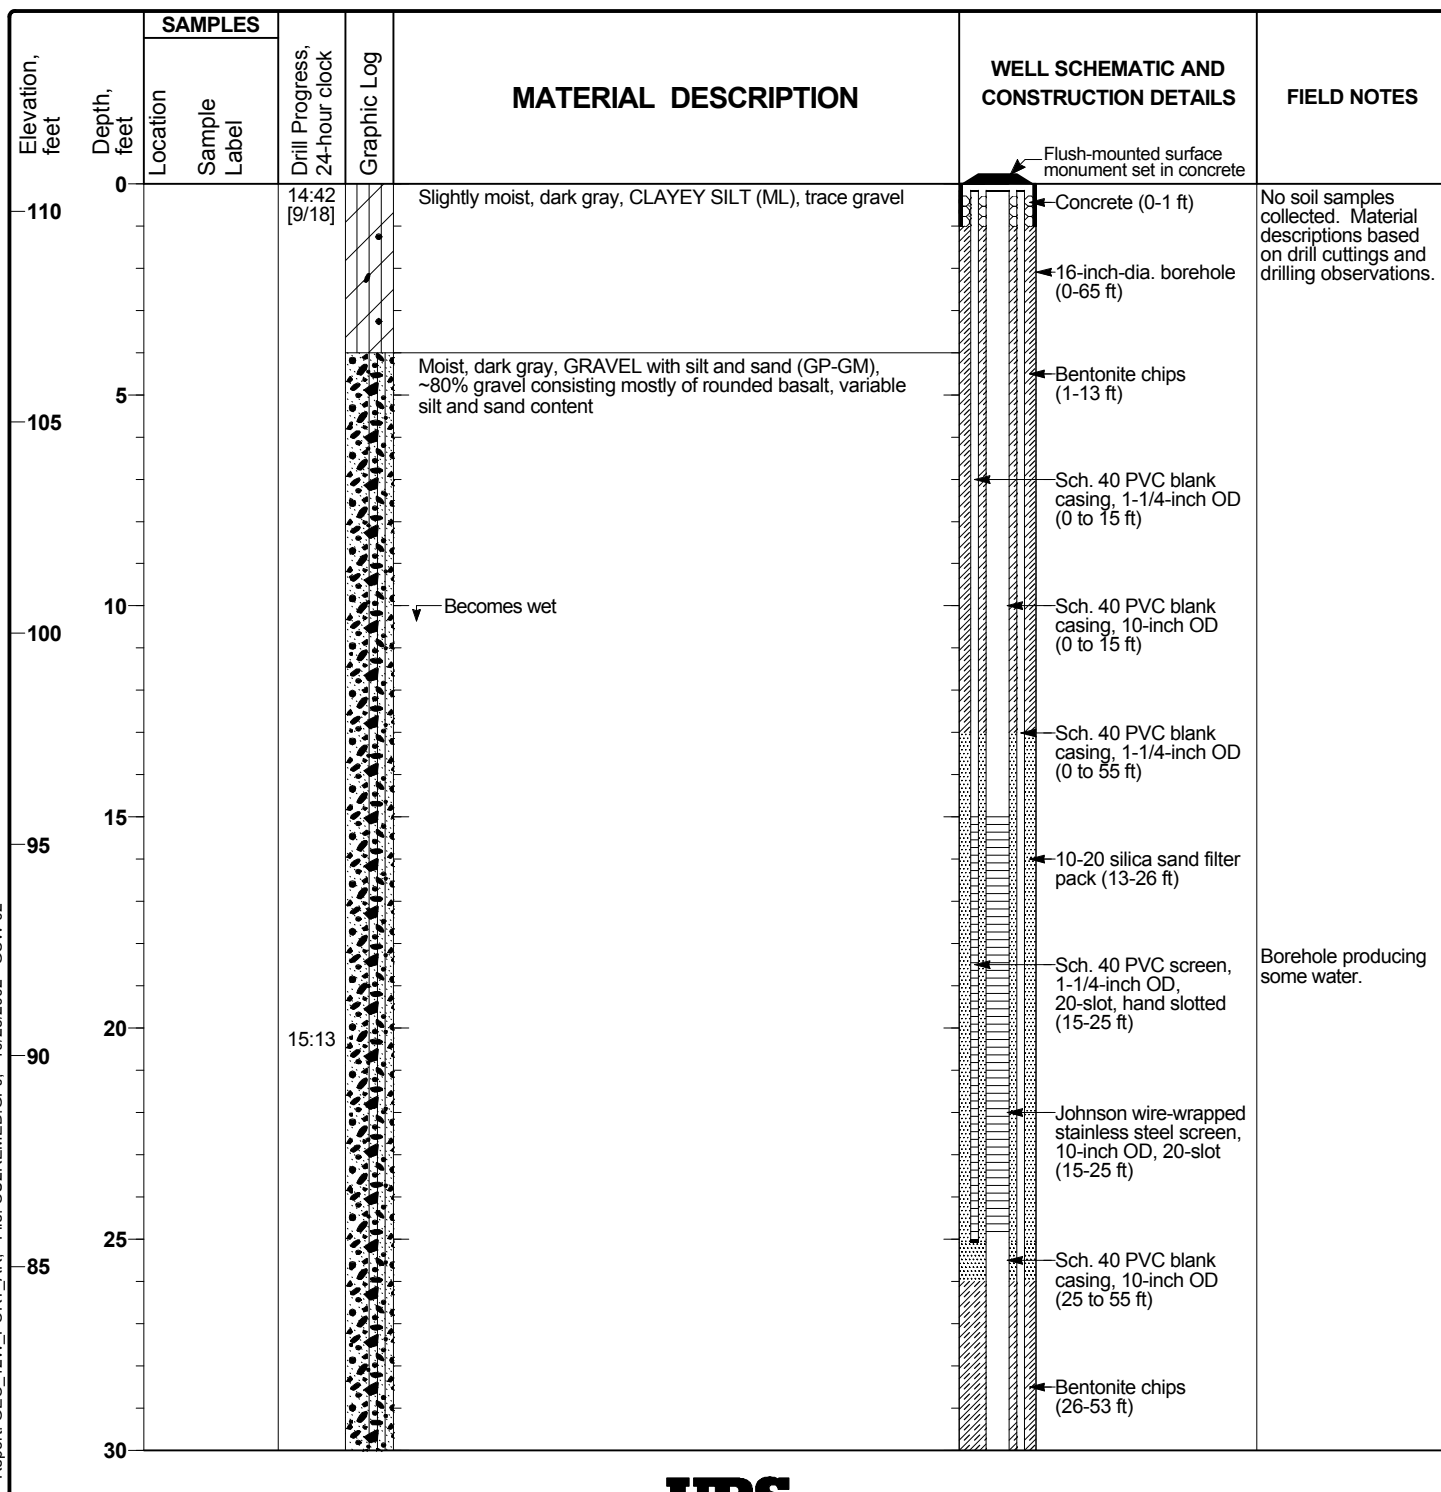 SAMPLES
Elevation,
feet
Depth,
feet
Location
Sample
Label
Drill Progress,
24-hour clock
Graphic Log
MATERIAL DESCRIPTION
WELL SCHEMATIC AND
CONSTRUCTION DETAILS
FIELD NOTES
Flush-mounted surface
monument set in concrete
0
14:42
[9/18]
Slightly moist, dark gray, CLAYEY SILT (ML), trace gravel
Concrete (0-1 ft)
No soil samples
collected. Material
descriptions based
on drill cuttings and
drilling observations.
110
16-inch-dia. borehole
(0-65 ft)
Moist, dark gray, GRAVEL with silt and sand (GP-GM),
~80% gravel consisting mostly of rounded basalt, variable
silt and sand content
Bentonite chips
(1-13 ft)
5
105
Sch. 40 PVC blank
casing, 1-1/4-inch OD
(0 to 15 ft)
10
Becomes wet
Sch. 40 PVC blank
casing, 10-inch OD
(0 to 15 ft)
100
Sch. 40 PVC blank
casing, 1-1/4-inch OD
(0 to 55 ft)
15
95
10-20 silica sand filter
pack (13-26 ft)
Sch. 40 PVC screen,
1-1/4-inch OD,
20-slot, hand slotted
(15-25 ft)
Borehole producing
some water.
20
15:13
90
Johnson wire-wrapped
stainless steel screen,
10-inch OD, 20-slot
(15-25 ft)
25
85
Sch. 40 PVC blank
casing, 10-inch OD
(25 to 55 ft)
Bentonite chips
(26-53 ft)
30